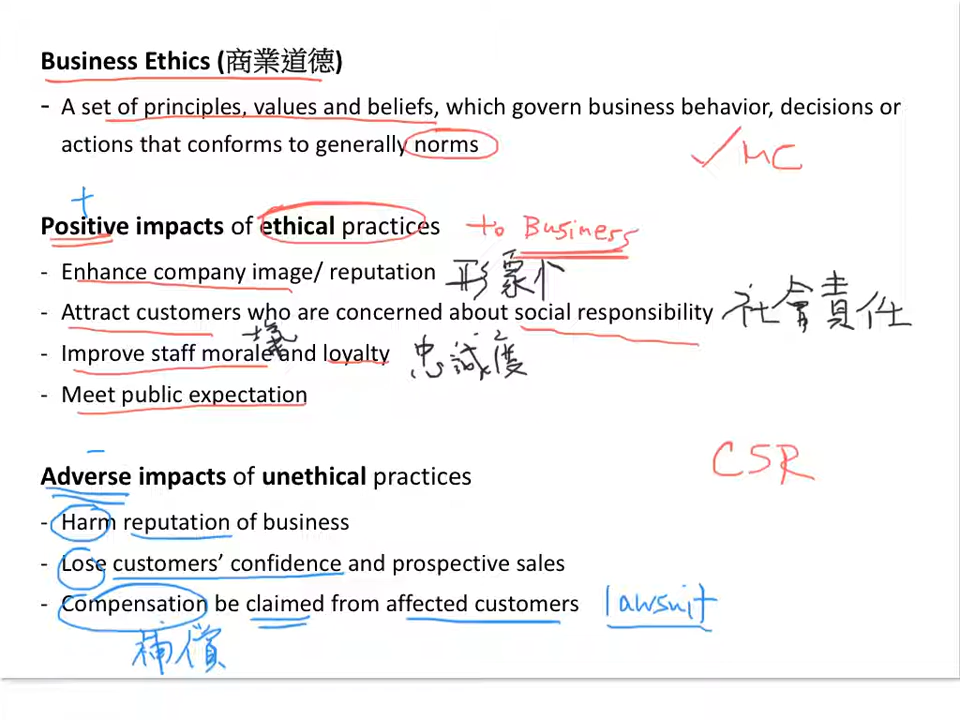 Business Ethics (商業道德)
- A set of principles, values and beliefs, which govern business behavior, decisions or
actions that conforms to generally norms
✓ MC
+
Positive impacts of ethical practices to Business
- Enhance company image/ reputation 形象
- Attract customers who are concerned about social responsibility 社會責任
- Improve staff morale and loyalty 忠誠度
- Meet public expectation
CSR
-
Adverse impacts of unethical practices
- Harm reputation of business
- Lose customers' confidence and prospective sales
- Compensation be claimed from affected customers lawsuit
補償